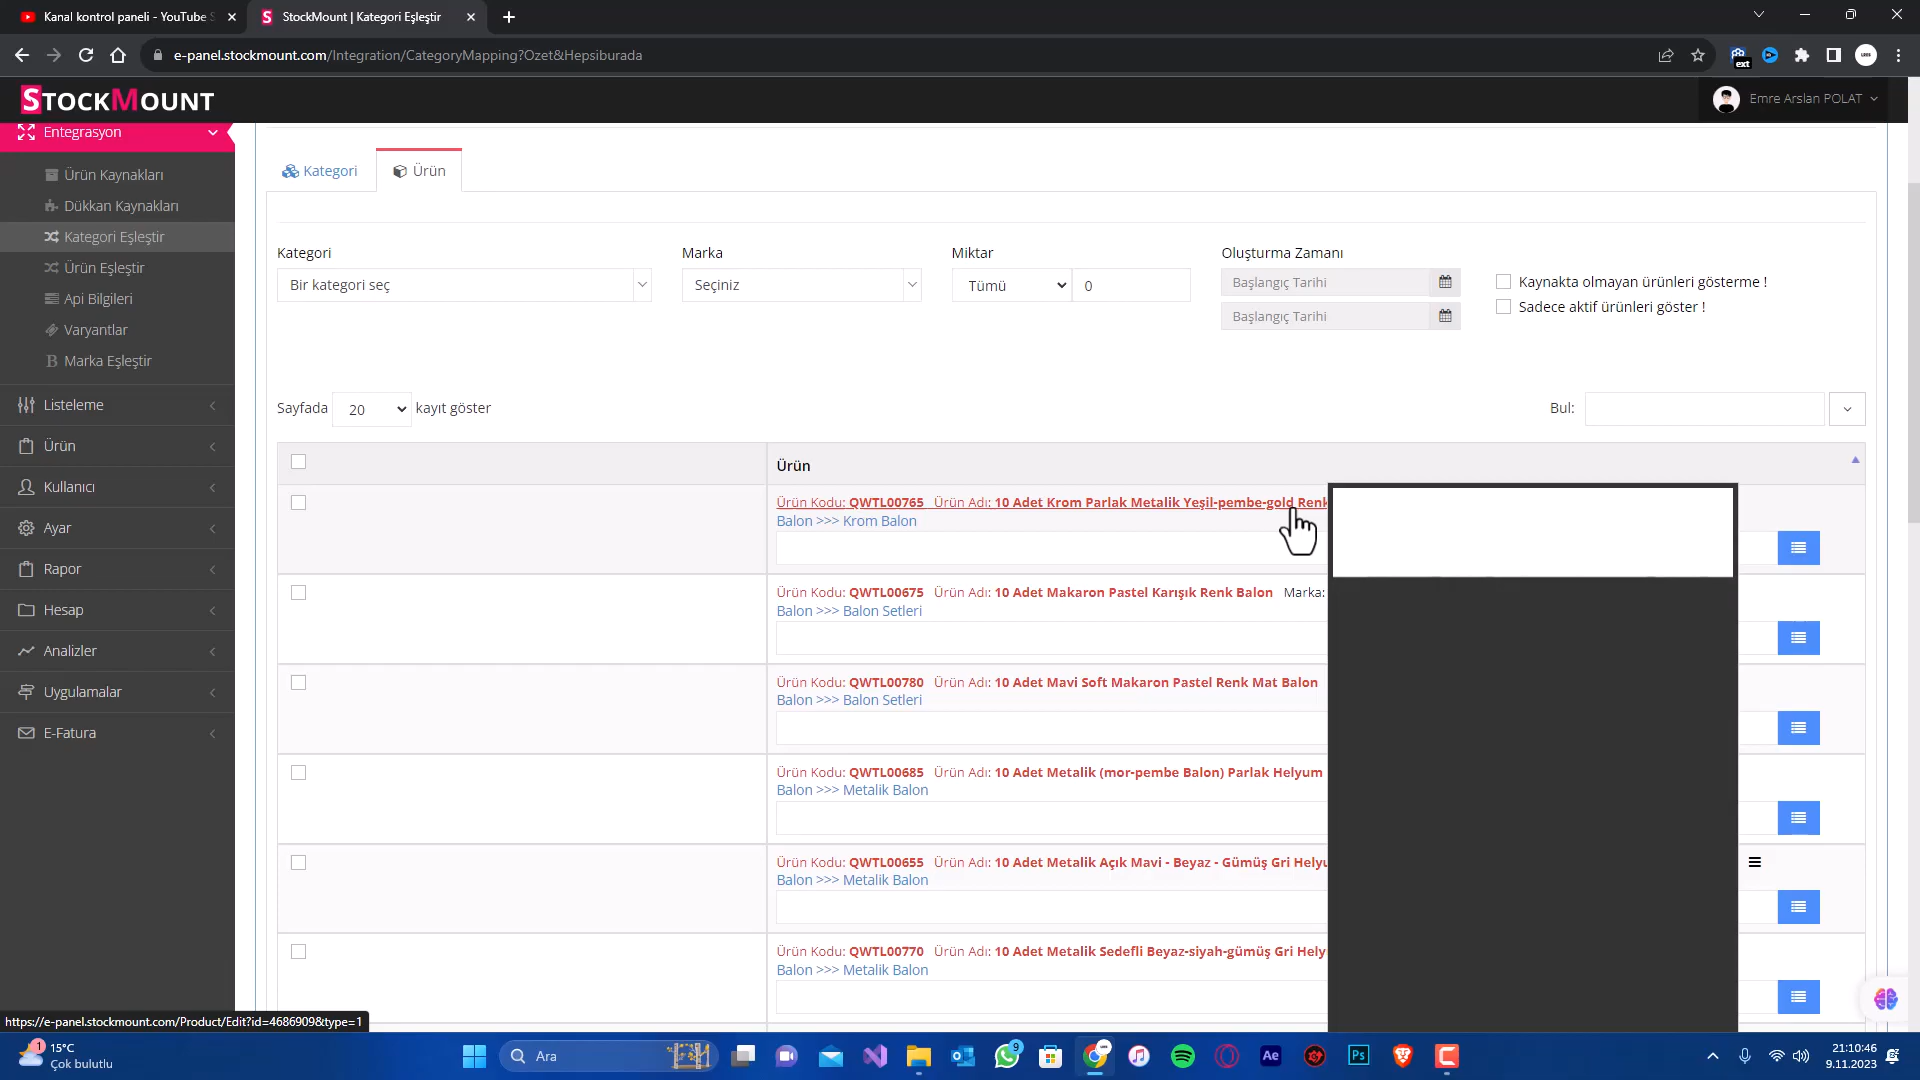 Kanal kontrol paneli - YouTube S
StockMount | Kategori Eşleştir
e-panel.stockmount.com/Integration/CategoryMapping?Ozet&Hepsiburada
ext
STOCKMOUNT
Emre Arslan POLAT
Entegrasyon
Ürün Kaynakları
Dükkan Kaynakları
Kategori Eşleştir
Ürün Eşleştir
Api Bilgileri
Varyantlar
Marka Eşleştir
Listeleme
Ürün
Kullanıcı
Ayar
Rapor
Hesap
Analizler
Uygulamalar
E-Fatura
Kategori
Ürün
Kategori
Marka
Miktar
Oluşturma Zamanı
Bir kategori seç
Seçiniz
Tümü
0
Başlangıç Tarihi
Başlangıç Tarihi
Kaynakta olmayan ürünleri gösterme !
Sadece aktif ürünleri göster !
Sayfada 20 kayıt göster
Bul:
Ürün
Ürün Kodu: QWTL00765 Ürün Adı: 10 Adet Krom Parlak Metalik Yeşil-pembe-gold Renk
Balon >>> Krom Balon
Ürün Kodu: QWTL00675 Ürün Adı: 10 Adet Makaron Pastel Karışık Renk Balon Marka:
Balon >>> Balon Setleri
Ürün Kodu: QWTL00780 Ürün Adı: 10 Adet Mavi Soft Makaron Pastel Renk Mat Balon
Balon >>> Balon Setleri
Ürün Kodu: QWTL00685 Ürün Adı: 10 Adet Metalik (mor-pembe Balon) Parlak Helyum
Balon >>> Metalik Balon
Ürün Kodu: QWTL00655 Ürün Adı: 10 Adet Metalik Açık Mavi - Beyaz - Gümüş Gri Helyu
Balon >>> Metalik Balon
Ürün Kodu: QWTL00770 Ürün Adı: 10 Adet Metalik Sedefli Beyaz-siyah-gümüş Gri Hely
Balon >>> Metalik Balon
https://e-panel.stockmount.com/Product/Edit?id=4686909&type=1
1
15°C
Çok bulutlu
Ara
9
Ae
Ps
21:10:46
9.11.2023